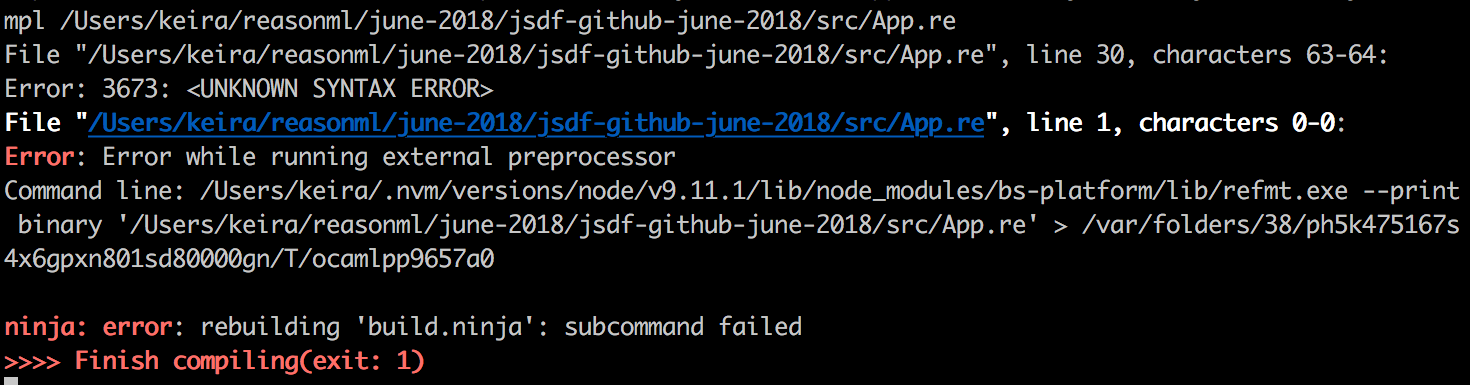 mpl /Users/keira/reasonml/june-2018/jsdf-github-june-2018/src/App.re
File "/Users/keira/reasonml/june-2018/jsdf-github-june-2018/src/App.re", line 30, characters 63-64:
Error: 3673: <UNKNOWN SYNTAX ERROR>
File "/Users/keira/reasonml/june-2018/jsdf-github-june-2018/src/App.re", line 1, characters 0-0:
Error: Error while running external preprocessor
Command line: /Users/keira/.nvm/versions/node/v9.11.1/lib/node_modules/bs-platform/lib/refmt.exe --print
 binary '/Users/keira/reasonml/june-2018/jsdf-github-june-2018/src/App.re' > /var/folders/38/ph5k475167s
4x6gpxn801sd80000gn/T/ocamlpp9657a0
ninja: error: rebuilding 'build.ninja': subcommand failed
>>>> Finish compiling(exit: 1)